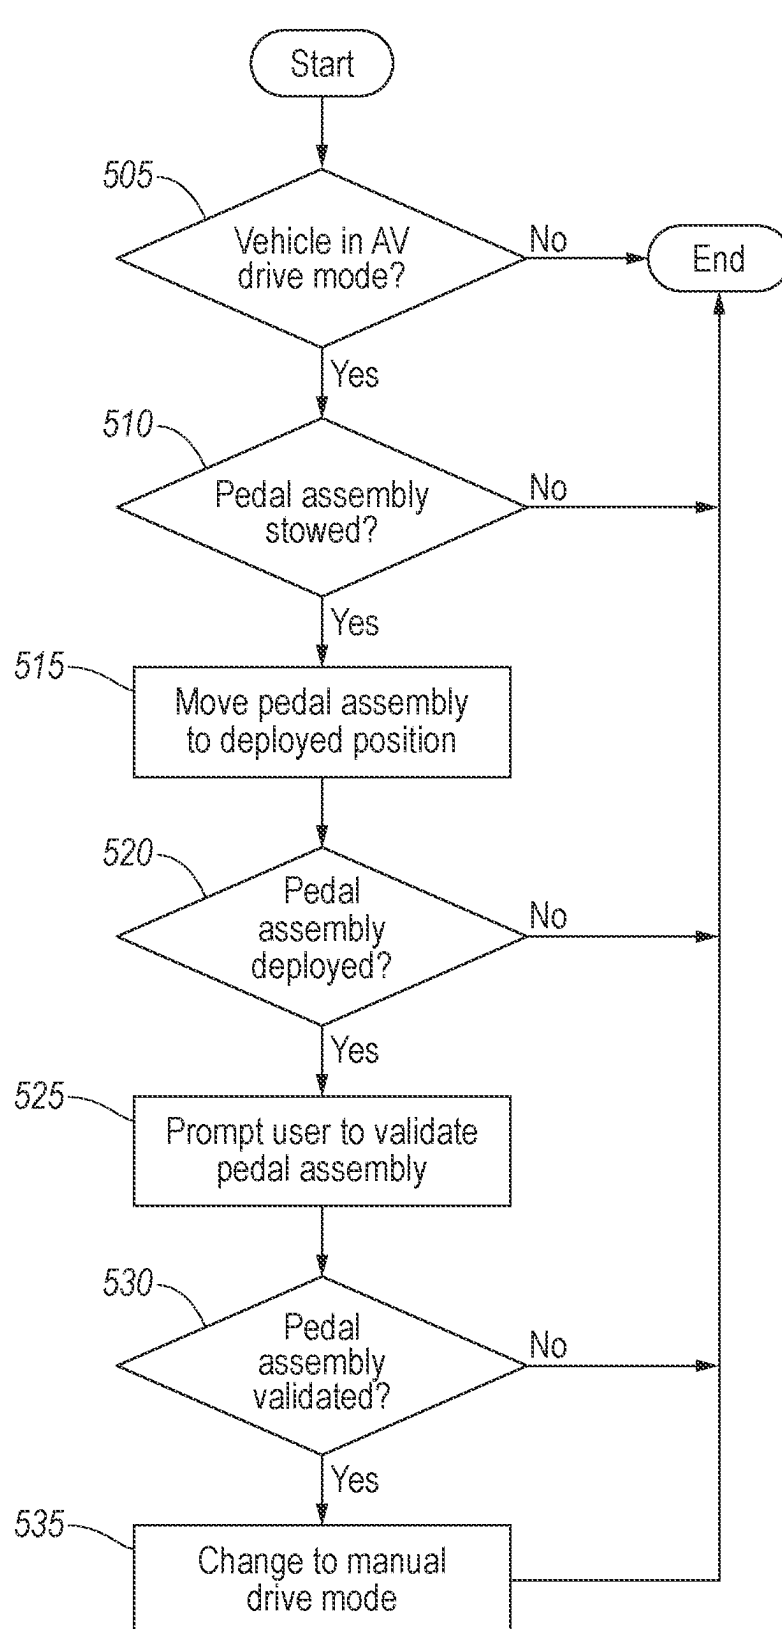 Start
505
Vehicle in AV
drive mode?
No
End
Yes
510
Pedal assembly
stowed?
No
Yes
515
Move pedal assembly
to deployed position
520
Pedal
assembly
deployed?
No
Yes
525
Prompt user to validate
pedal assembly
530
Pedal
assembly
validated?
No
Yes
535
Change to manual
drive mode